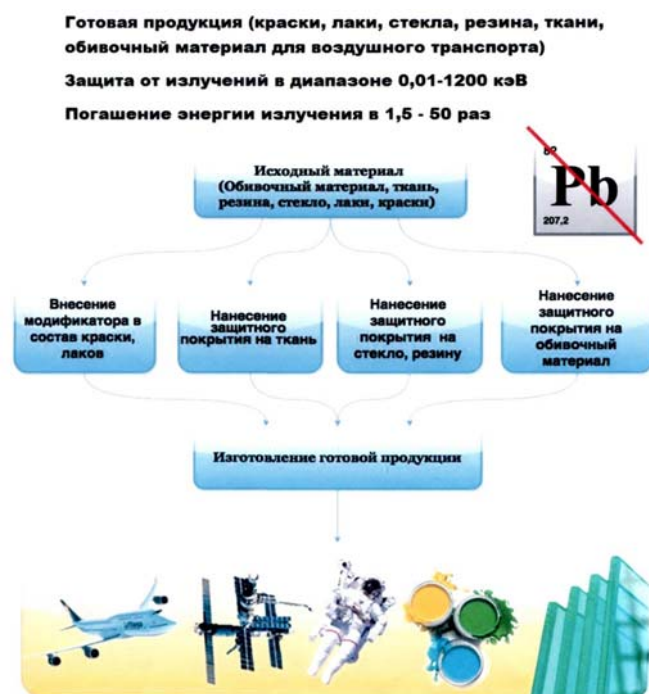 Готовая продукция (краски, лаки, стекла, резина, ткани,
обивочный материал для воздушного транспорта)
Защита от излучений в диапазоне 0,01-1200 кэВ
Погашение энергии излучения в 1,5 - 50 раз
Исходный материал
(Обивочный материал, ткань,
резина, стекло, лаки, краски)
82
Pb
207,2
Внесение
модификатора в
состав краски,
лаков
Нанесение
защитного
покрытия на ткань
Нанесение
защитного
покрытия на
стекло, резину
Нанесение
защитного
покрытия на
обивочный
материал
Изготовление готовой продукции